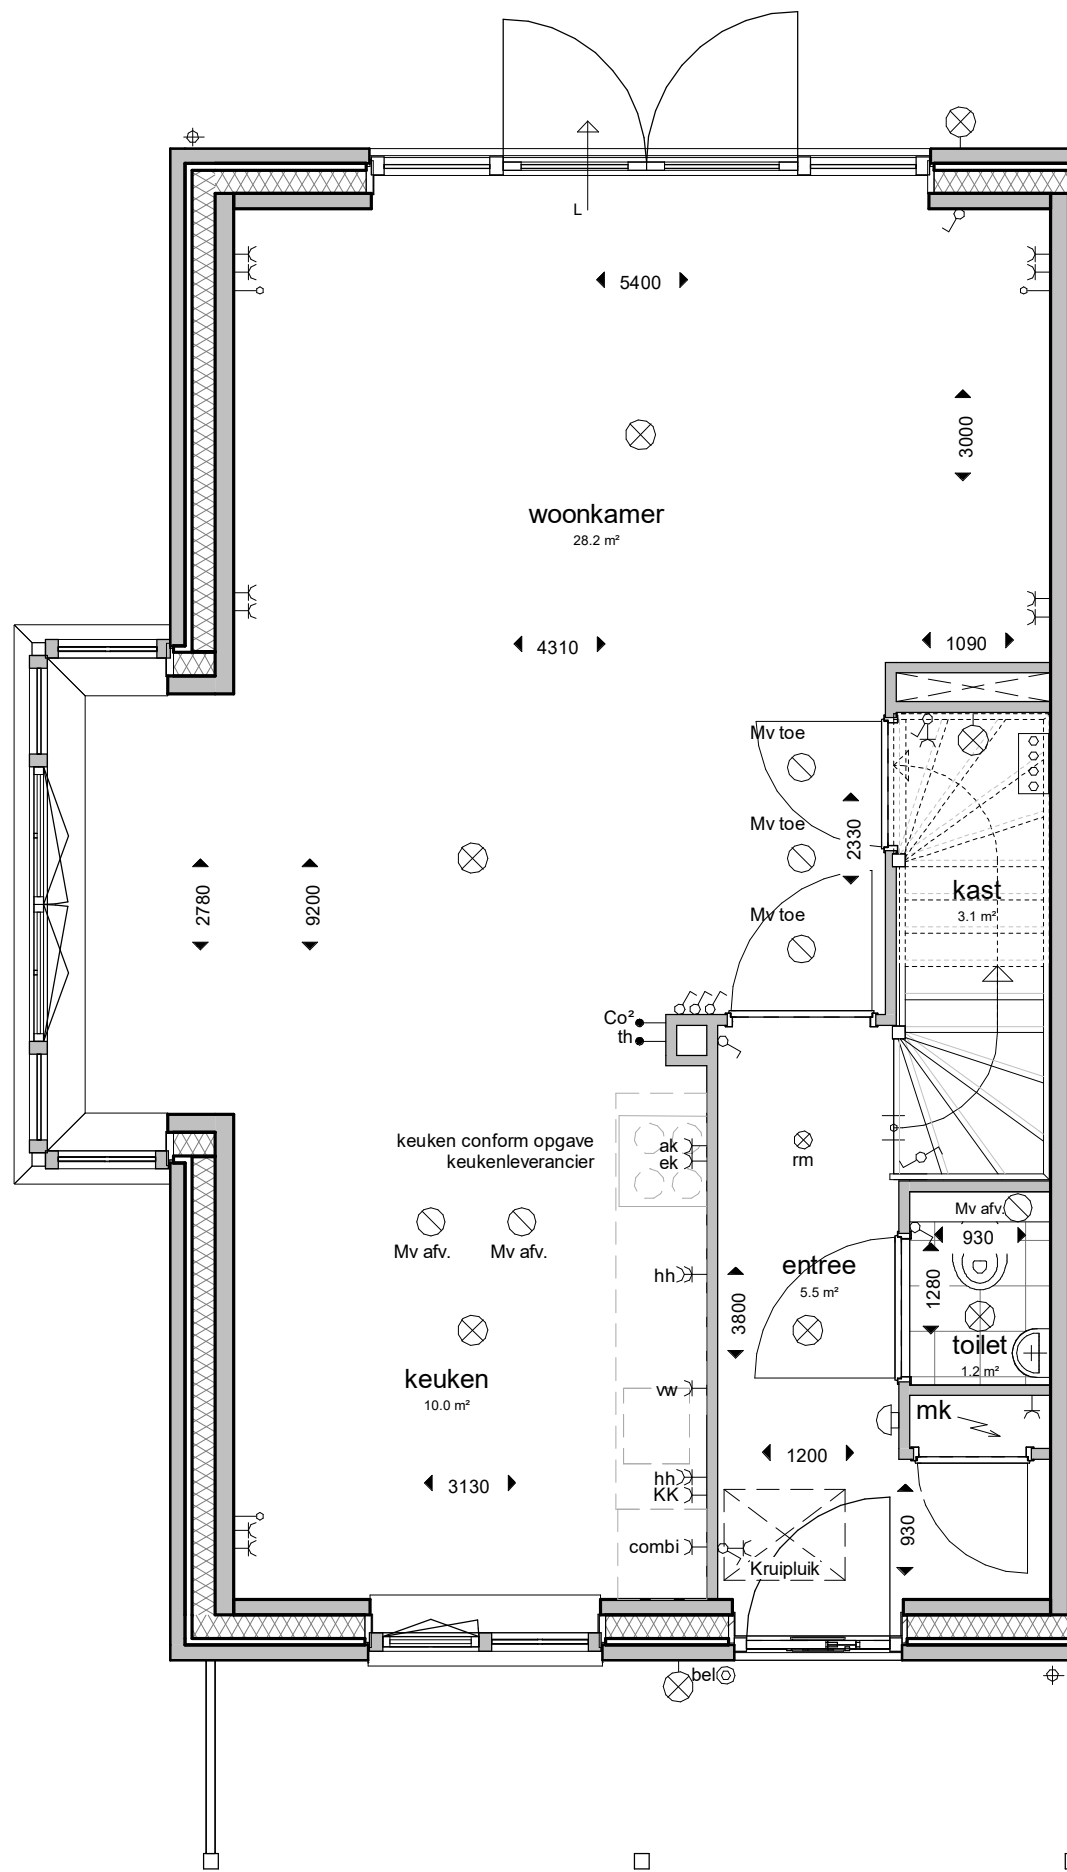 L
5400
3000
woonkamer
28.2 m²
4310
1090
Mv toe
Mv toe
2330
Mv toe
kast
3.1 m²
2780
9200
Co²
th
keuken conform opgave
keukenleverancier
ak
ek
rm
Mv afv.
Mv afv.
Mv afv.
930
hh
entree
5.5 m²
1280
3800
toilet
1.2 m²
keuken
10.0 m²
vw
mk
1200
3130
hh
KK
930
combi
Kruipluik
bel